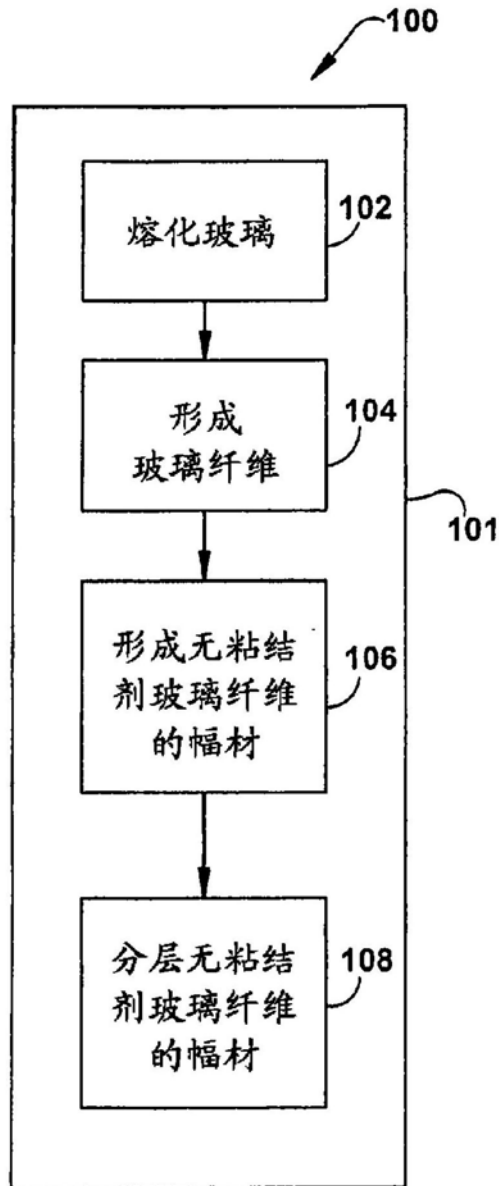 100
熔化玻璃
102
形成
玻璃纤维
104
101
形成无粘结
剂玻璃纤维
的幅材
106
分层无粘结
剂玻璃纤维
的幅材
108